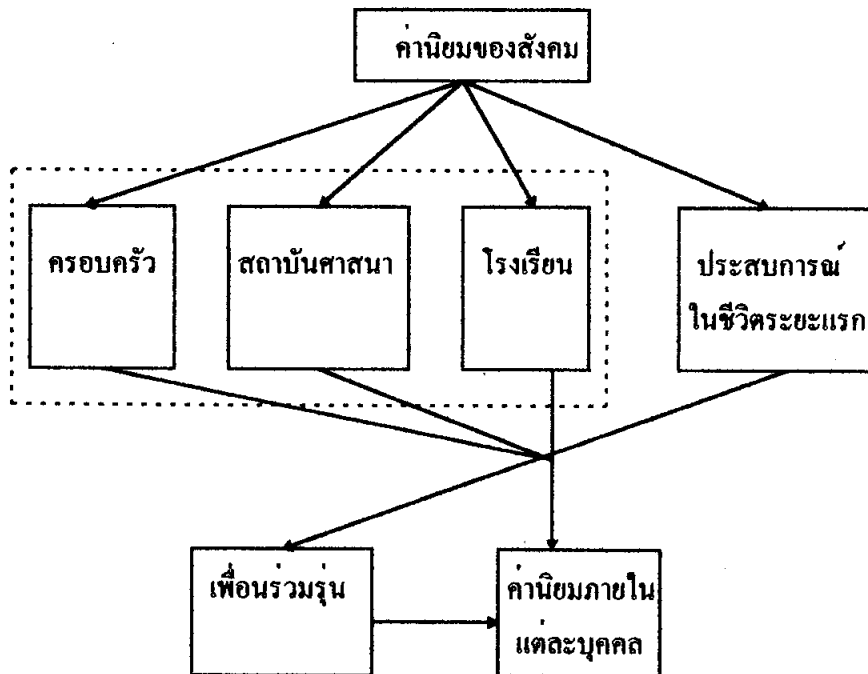 ค่านิยมของสังคม
ครอบครัว
สถาบันศาสนา
โรงเรียน
ประสบการณ์
ในชีวิตระยะแรก
เพื่อนร่วมรุ่น
ค่านิยมภายใน
แต่ละบุคคล